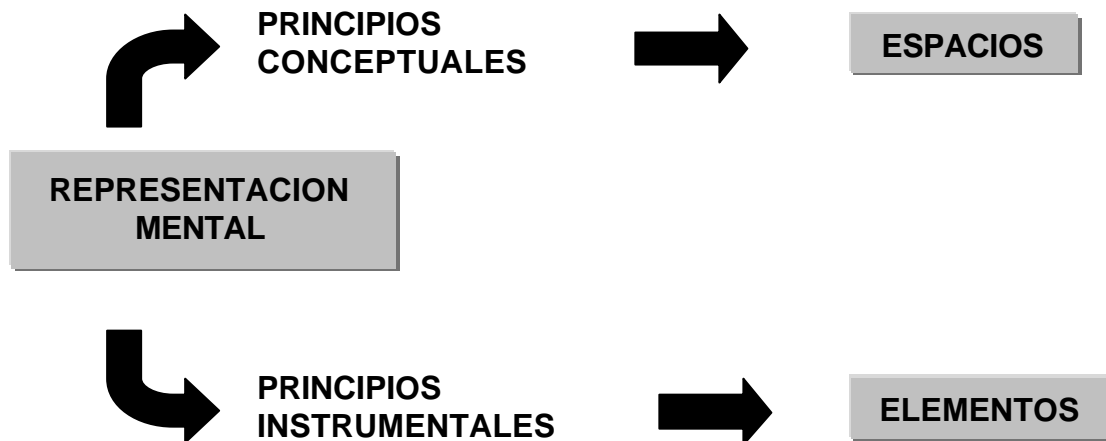 PRINCIPIOS
CONCEPTUALES
ESPACIOS
REPRESENTACION
MENTAL
PRINCIPIOS
INSTRUMENTALES
ELEMENTOS